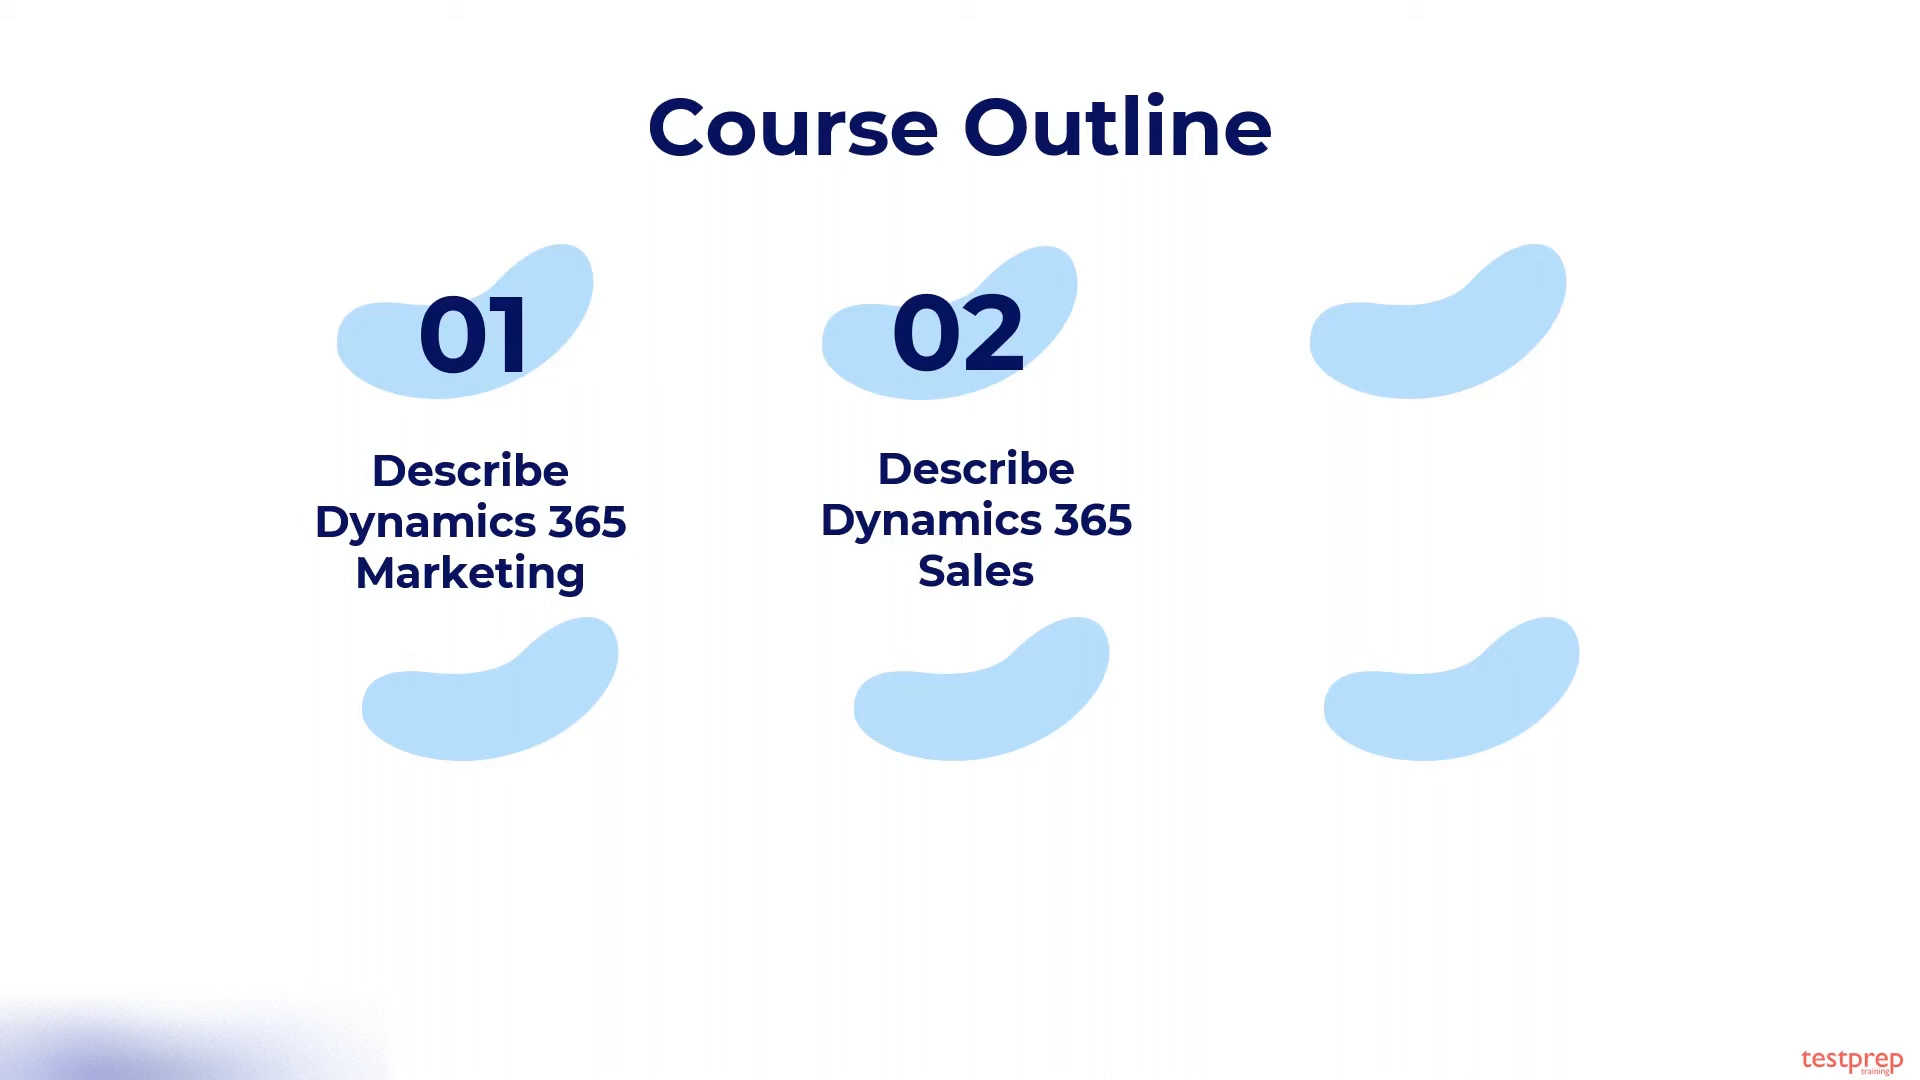 Course Outline
01
Describe
Dynamics 365
Marketing
02
Describe
Dynamics 365
Sales
testprep
training